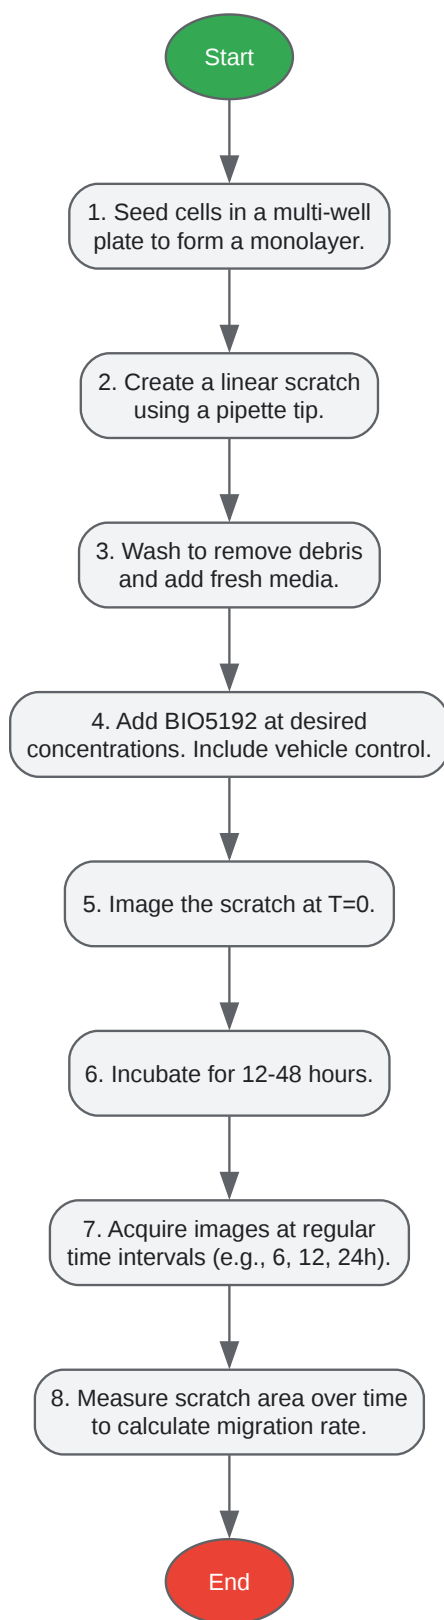 Start
1. Seed cells in a multi-well
plate to form a monolayer.
2. Create a linear scratch
using a pipette tip.
3. Wash to remove debris
and add fresh media.
4. Add BIO5192 at desired
concentrations. Include vehicle control.
5. Image the scratch at T=0.
6. Incubate for 12-48 hours.
7. Acquire images at regular
time intervals (e.g., 6, 12, 24h).
8. Measure scratch area over time
to calculate migration rate.
End